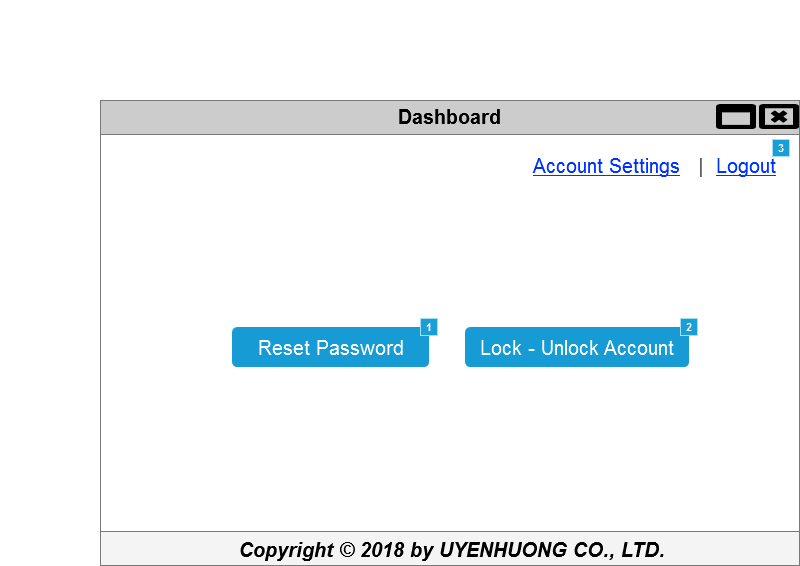 Dashboard
3
Account Settings | Logout
1
2
Reset Password
Lock - Unlock Account
Copyright © 2018 by UYENHUONG CO., LTD.